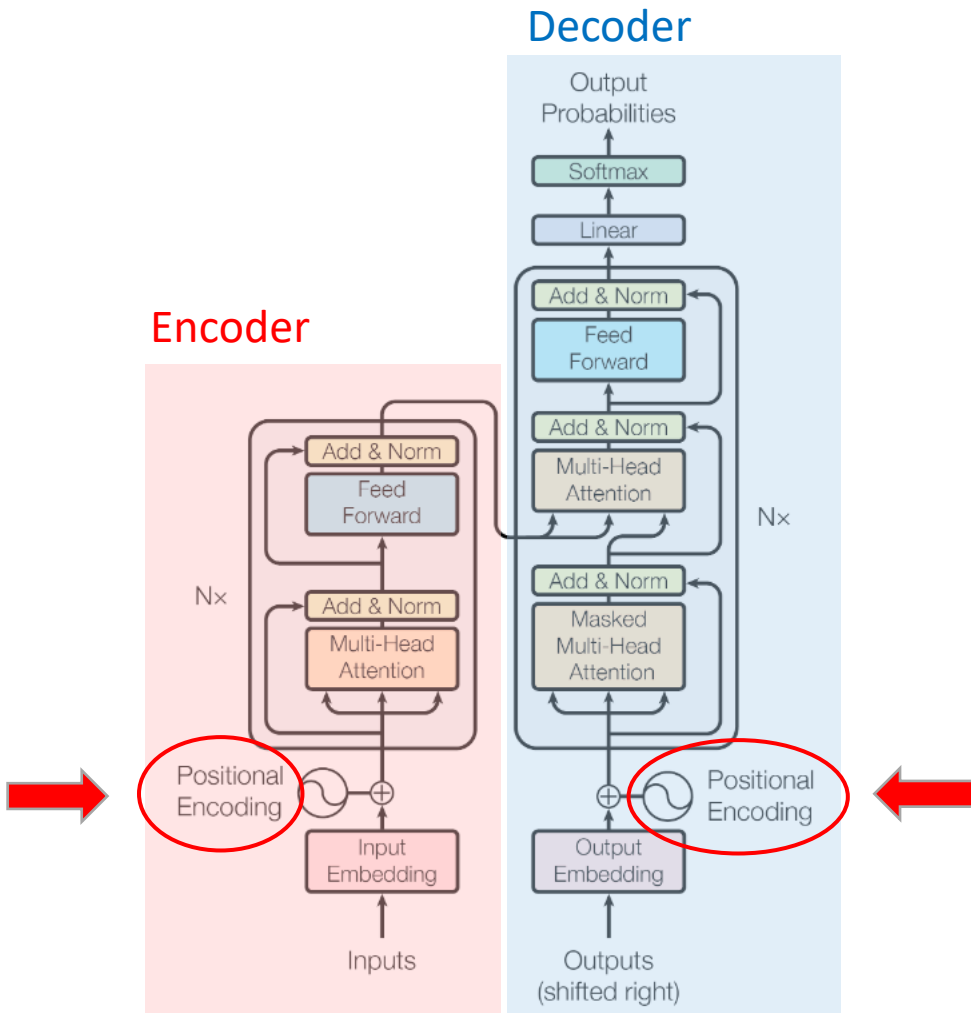 Decoder
Output
Probabilities
Softmax
Linear
Add & Norm
Feed
Forward
Add & Norm
Multi-Head
Attention
N×
Add & Norm
Masked
Multi-Head
Attention
Positional
Encoding
Output
Embedding
Outputs
(shifted right)
Encoder
Add & Norm
Feed
Forward
N×
Add & Norm
Multi-Head
Attention
Positional
Encoding
Input
Embedding
Inputs